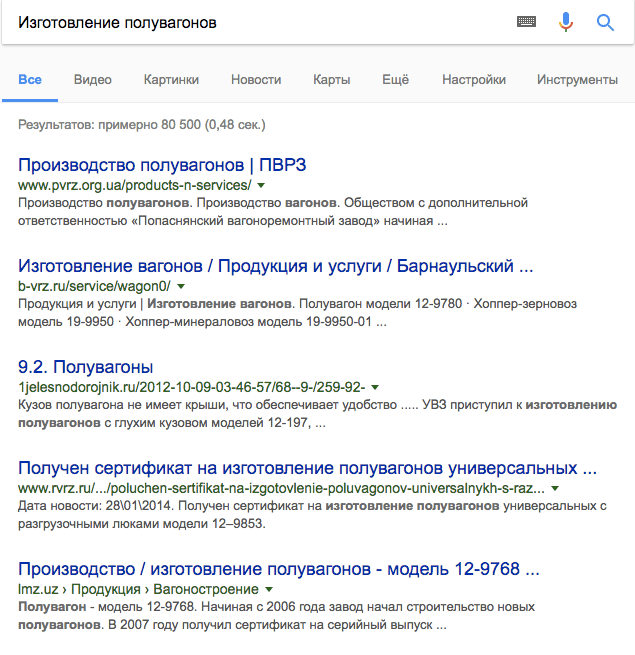 Изготовление полувагонов
Все Видео Картинки Новости Карты Ещё Настройки Инструменты
Результатов: примерно 80 500 (0,48 сек.)
Производство полувагонов | ПВРЗ
www.pvrz.org.ua/products-n-services/
Производство полувагонов. Производство вагонов. Обществом с дополнительной
ответственностью «Попаснянский вагоноремонтный завод» начиная ...
Изготовление вагонов / Продукция и услуги / Барнаульский ...
b-vrz.ru/service/wagon0/
Продукция и услуги | Изготовление вагонов. Полувагон модели 12-9780 · Хоппер-зерновоз
модель 19-9950 · Хоппер-минераловоз модель 19-9950-01 ...
9.2. Полувагоны
1jelesnodorojnik.ru/2012-10-09-03-46-57/68--9-/259-92-
Кузов полувагона не имеет крыши, что обеспечивает удобство ..... УВЗ приступил к изготовлению
полувагонов с глухим кузовом моделей 12-197, ...
Получен сертификат на изготовление полувагонов универсальных ...
www.rvrz.ru/.../poluchen-sertifikat-na-izgotovlenie-poluvagonov-universalnykh-s-raz...
Дата новости: 28\01\2014. Получен сертификат на изготовление полувагонов универсальных с
разгрузочными люками модели 12–9853.
Производство / изготовление полувагонов - модель 12-9768 ...
lmz.uz › Продукция › Вагоностроение
Полувагон - модель 12-9768. Начиная с 2006 года завод начал строительство новых
полувагонов. В 2007 году получил сертификат на серийный выпуск ...